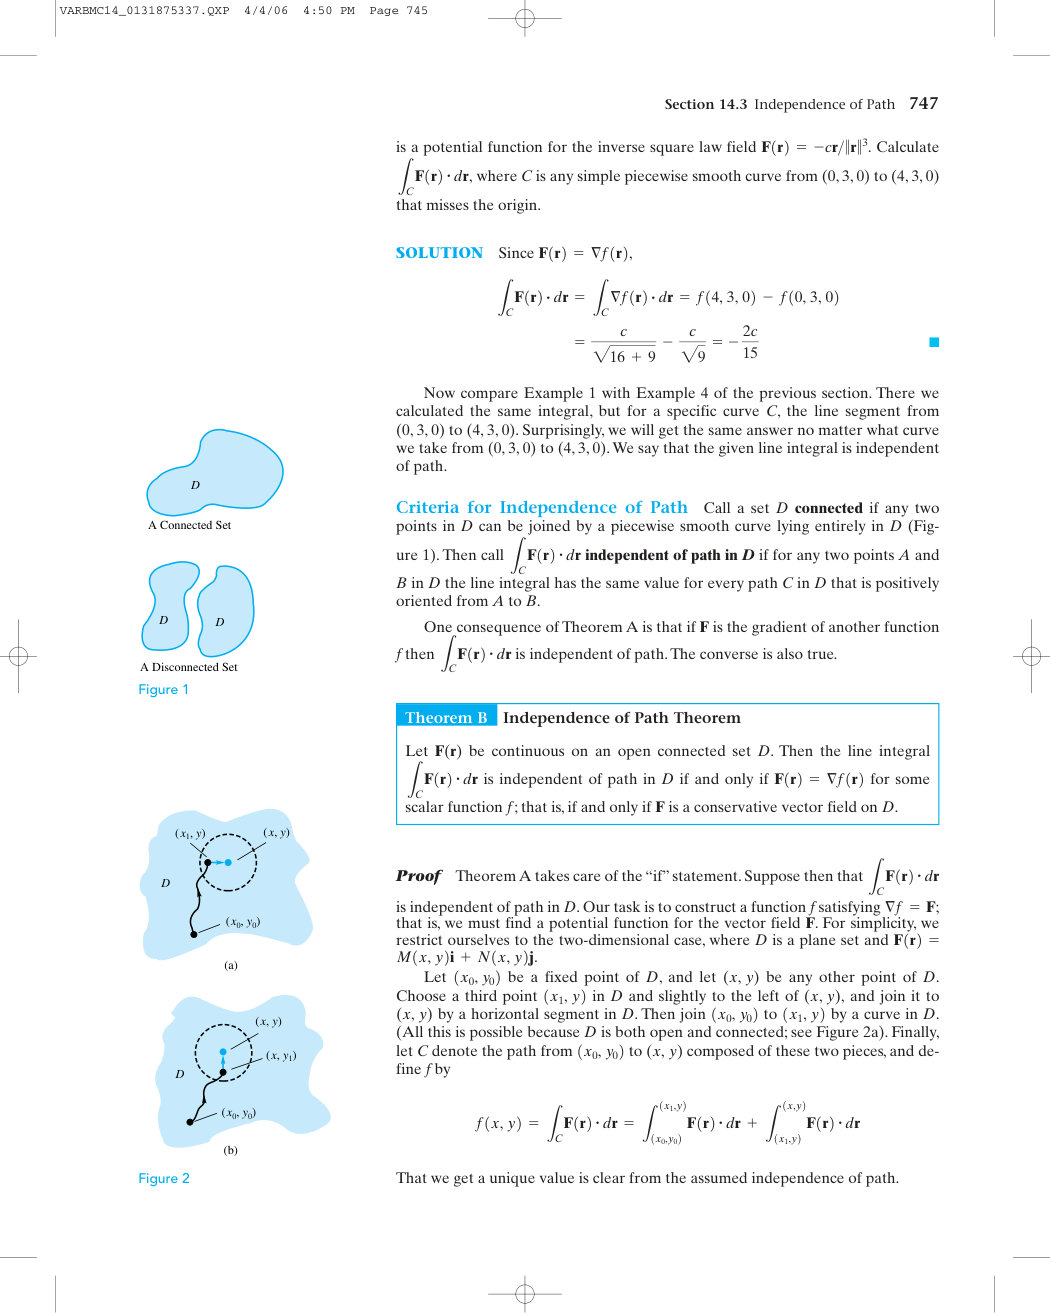 VARBMC14_0131875337.QXP 4/4/06 4:50 PM Page 745
Section 14.3 Independence of Path 747
is a potential function for the inverse square law field F(r) = −cr/‖r‖³. Calculate
∫_C F(r) · dr, where C is any simple piecewise smooth curve from (0, 3, 0) to (4, 3, 0)
that misses the origin.
SOLUTION Since F(r) = ∇f(r),
∫_C F(r) · dr = ∫_C ∇f(r) · dr = f(4, 3, 0) − f(0, 3, 0)
= c/√(16 + 9) − c/√9 = −2c/15
Now compare Example 1 with Example 4 of the previous section. There we
calculated the same integral, but for a specific curve C, the line segment from
(0, 3, 0) to (4, 3, 0). Surprisingly, we will get the same answer no matter what curve
we take from (0, 3, 0) to (4, 3, 0). We say that the given line integral is independent
of path.
Criteria for Independence of Path Call a set D connected if any two
points in D can be joined by a piecewise smooth curve lying entirely in D (Fig-
ure 1). Then call ∫_C F(r) · dr independent of path in D if for any two points A and
B in D the line integral has the same value for every path C in D that is positively
oriented from A to B.
One consequence of Theorem A is that if F is the gradient of another function
f then ∫_C F(r) · dr is independent of path. The converse is also true.
D
A Connected Set
D
D
A Disconnected Set
Figure 1
Theorem B Independence of Path Theorem
Let F(r) be continuous on an open connected set D. Then the line integral
∫_C F(r) · dr is independent of path in D if and only if F(r) = ∇f(r) for some
scalar function f; that is, if and only if F is a conservative vector field on D.
Proof Theorem A takes care of the “if” statement. Suppose then that ∫_C F(r) · dr
is independent of path in D. Our task is to construct a function f satisfying ∇f = F;
that is, we must find a potential function for the vector field F. For simplicity, we
restrict ourselves to the two-dimensional case, where D is a plane set and F(r) =
M(x, y)i + N(x, y)j.
Let (x₀, y₀) be a fixed point of D, and let (x, y) be any other point of D.
Choose a third point (x₁, y) in D and slightly to the left of (x, y), and join it to
(x, y) by a horizontal segment in D. Then join (x₀, y₀) to (x₁, y) by a curve in D.
(All this is possible because D is both open and connected; see Figure 2a). Finally,
let C denote the path from (x₀, y₀) to (x, y) composed of these two pieces, and de-
fine f by
f(x, y) = ∫_C F(r) · dr = ∫_(x₀,y₀)^(x₁,y) F(r) · dr + ∫_(x₁,y)^(x,y) F(r) · dr
That we get a unique value is clear from the assumed independence of path.
(x₁, y)
(x, y)
D
(x₀, y₀)
(a)
(x, y)
(x, y₁)
D
(x₀, y₀)
(b)
Figure 2